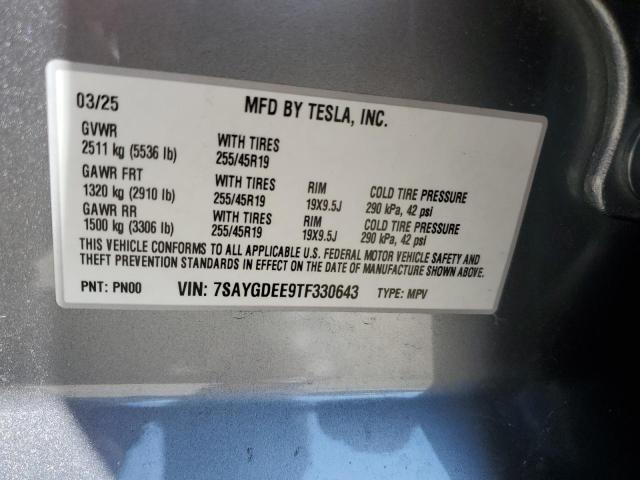 03/25 MFD BY TESLA, INC.
GVWR
2511 kg (5536 lb) WITH TIRES 255/45R19
GAWR FRT
1320 kg (2910 lb) WITH TIRES 255/45R19 RIM 19X9.5J COLD TIRE PRESSURE 290 kPa, 42 psi
GAWR RR
1500 kg (3306 lb) WITH TIRES 255/45R19 RIM 19X9.5J COLD TIRE PRESSURE 290 kPa, 42 psi
THIS VEHICLE CONFORMS TO ALL APPLICABLE U.S. FEDERAL MOTOR VEHICLE SAFETY AND
THEFT PREVENTION STANDARDS IN EFFECT ON THE DATE OF MANUFACTURE SHOWN ABOVE.
PNT: PN00 VIN: 7SAYGDEE9TF330643 TYPE: MPV